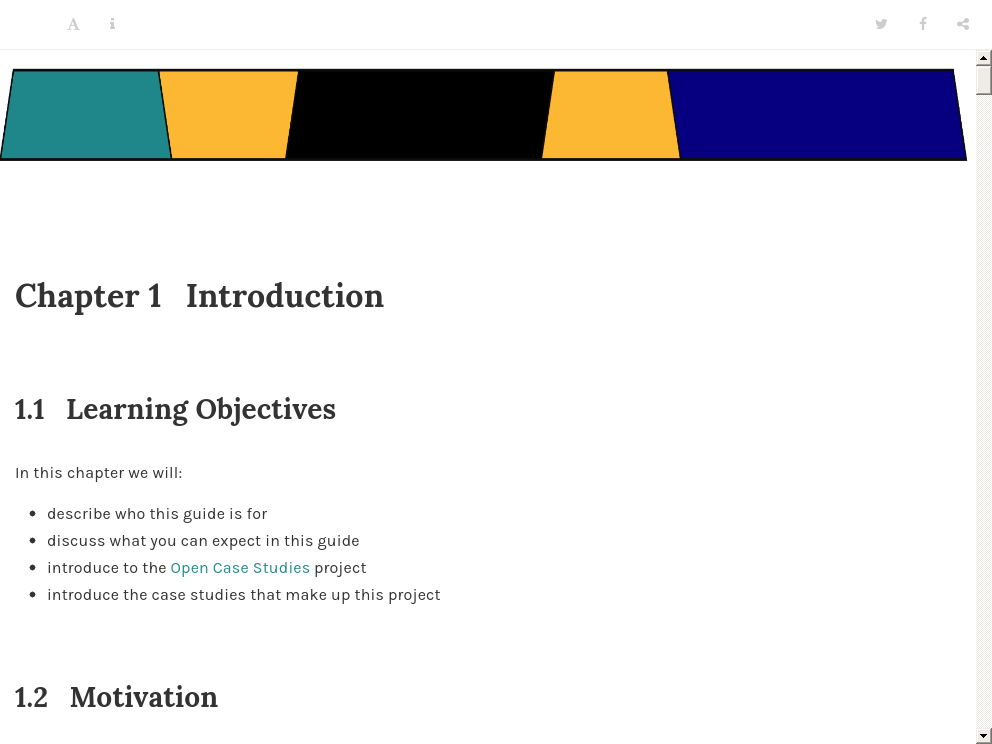 Chapter 1 Introduction
1.1 Learning Objectives
In this chapter we will:
describe who this guide is for
discuss what you can expect in this guide
introduce to the Open Case Studies project
introduce the case studies that make up this project
1.2 Motivation